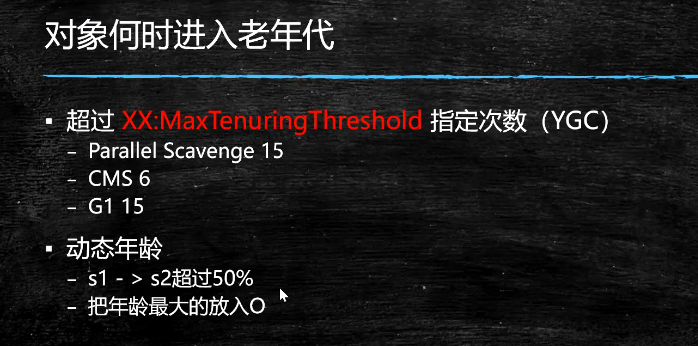 对象何时进入老年代
▪ 超过 XX:MaxTenuringThreshold 指定次数（YGC）
– Parallel Scavenge 15
– CMS 6
– G1 15
▪ 动态年龄
– s1 - > s2超过50%
– 把年龄最大的放入O